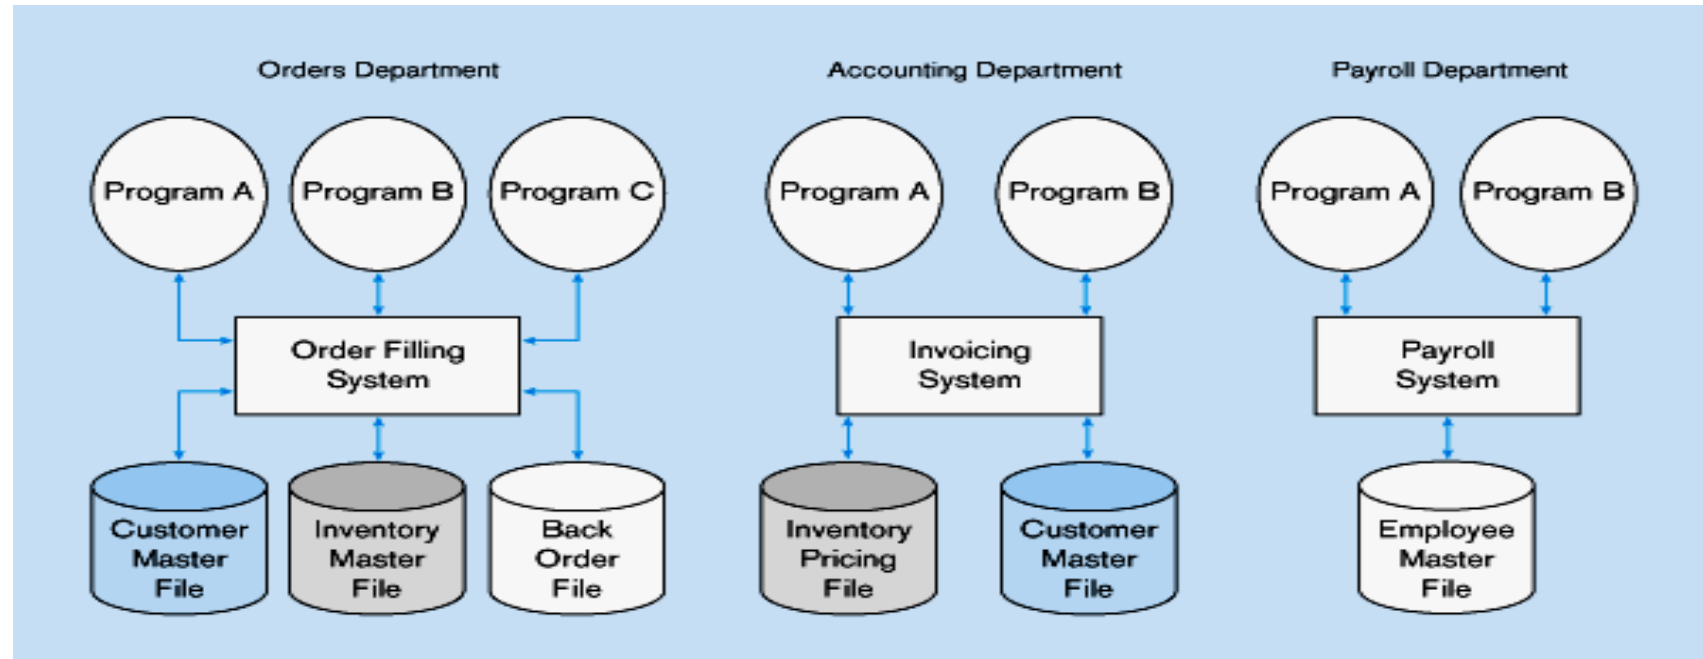 Orders Department
Accounting Department
Payroll Department
Program A
Program B
Program C
Program A
Program B
Program A
Program B
Order Filling
System
Invoicing
System
Payroll
System
Customer
Master
File
Inventory
Master
File
Back
Order
File
Inventory
Pricing
File
Customer
Master
File
Employee
Master
File